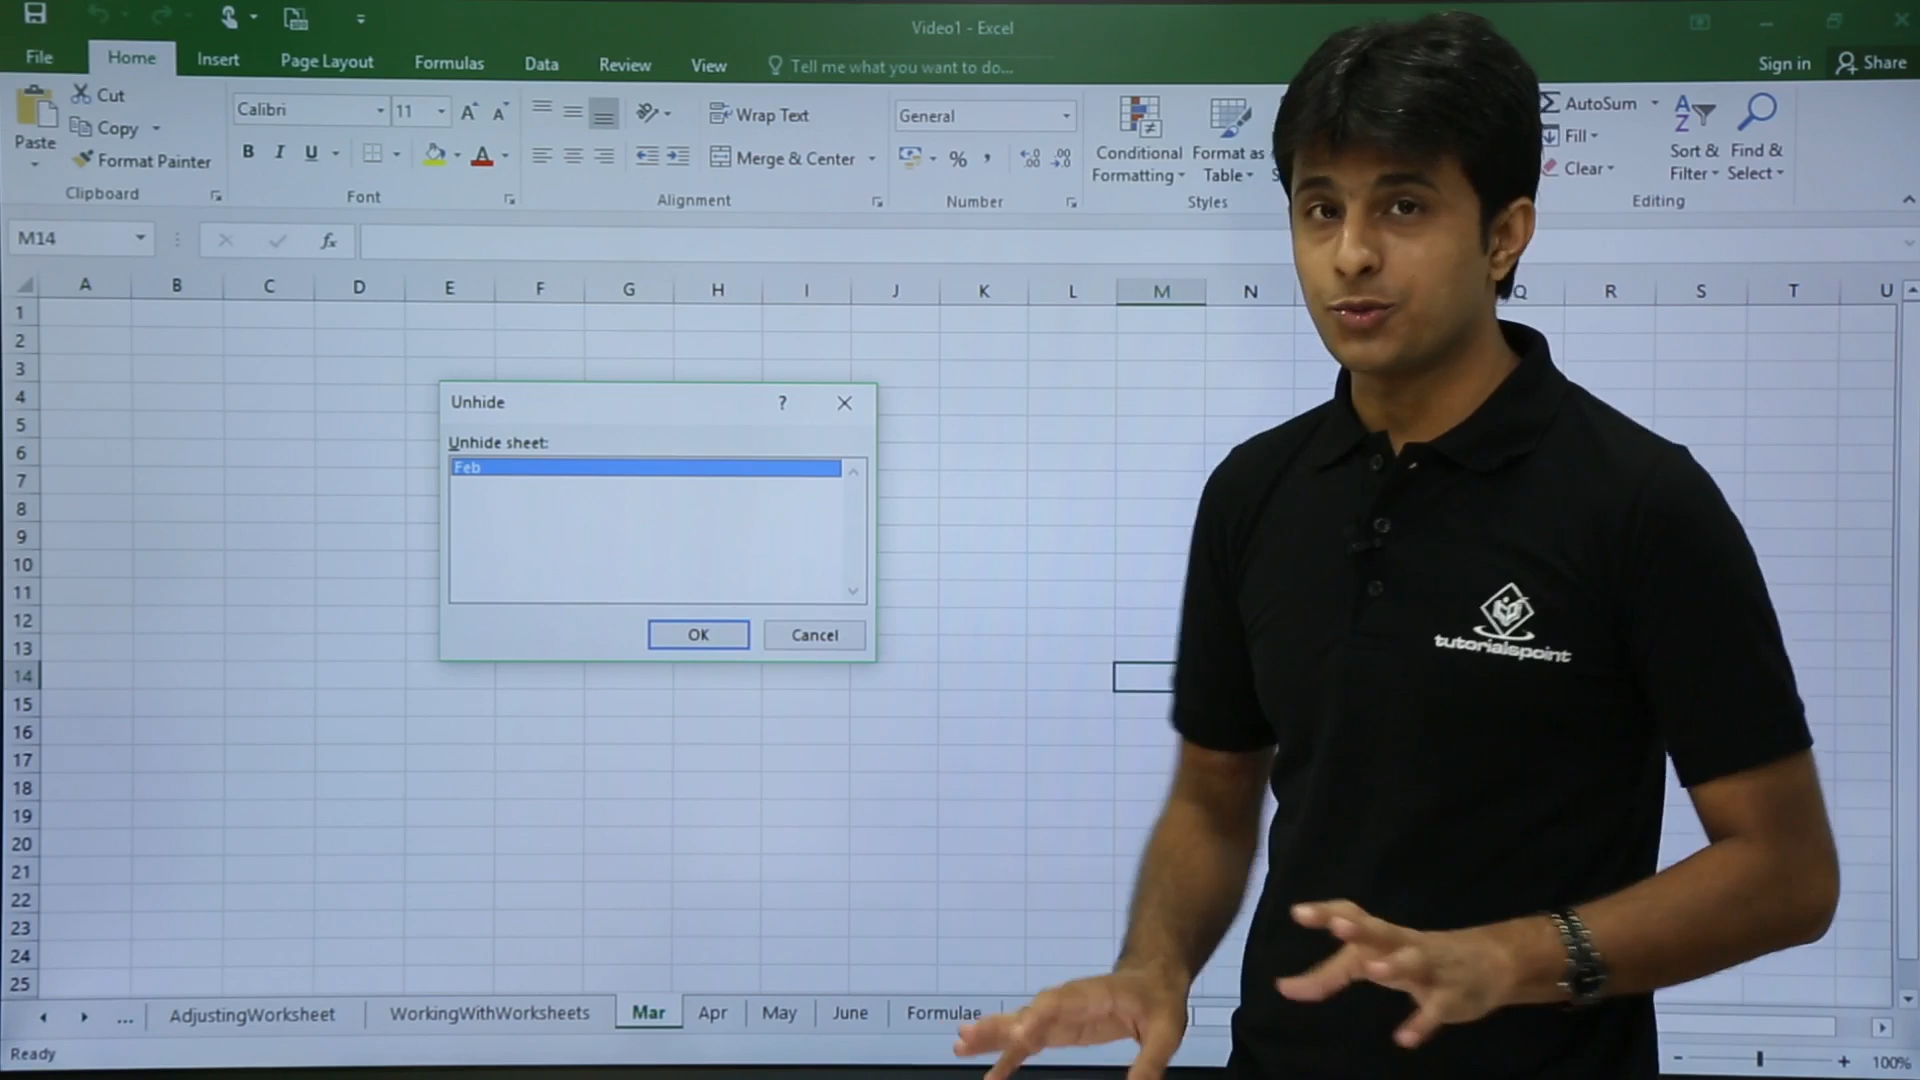 Video1 - Excel
File Home Insert Page Layout Formulas Data Review View Tell me what you want to do... Sign in Share
Paste Cut Copy Format Painter Clipboard
Calibri 11 A A B I U A Font
Wrap Text Merge & Center Alignment
General % , Number
Conditional Formatting Format as Table Styles
AutoSum Fill Clear Sort & Filter Find & Select Editing
M14 fx
A B C D E F G H I J K L M N Q R S T U
1
2
3
4
5
6
7
8
9
10
11
12
13
14
15
16
17
18
19
20
21
22
23
24
25
Unhide ?
Unhide sheet:
Feb
OK Cancel
tutorialspoint
... AdjustingWorksheet WorkingWithWorksheets Mar Apr May June Formulae
Ready 100%